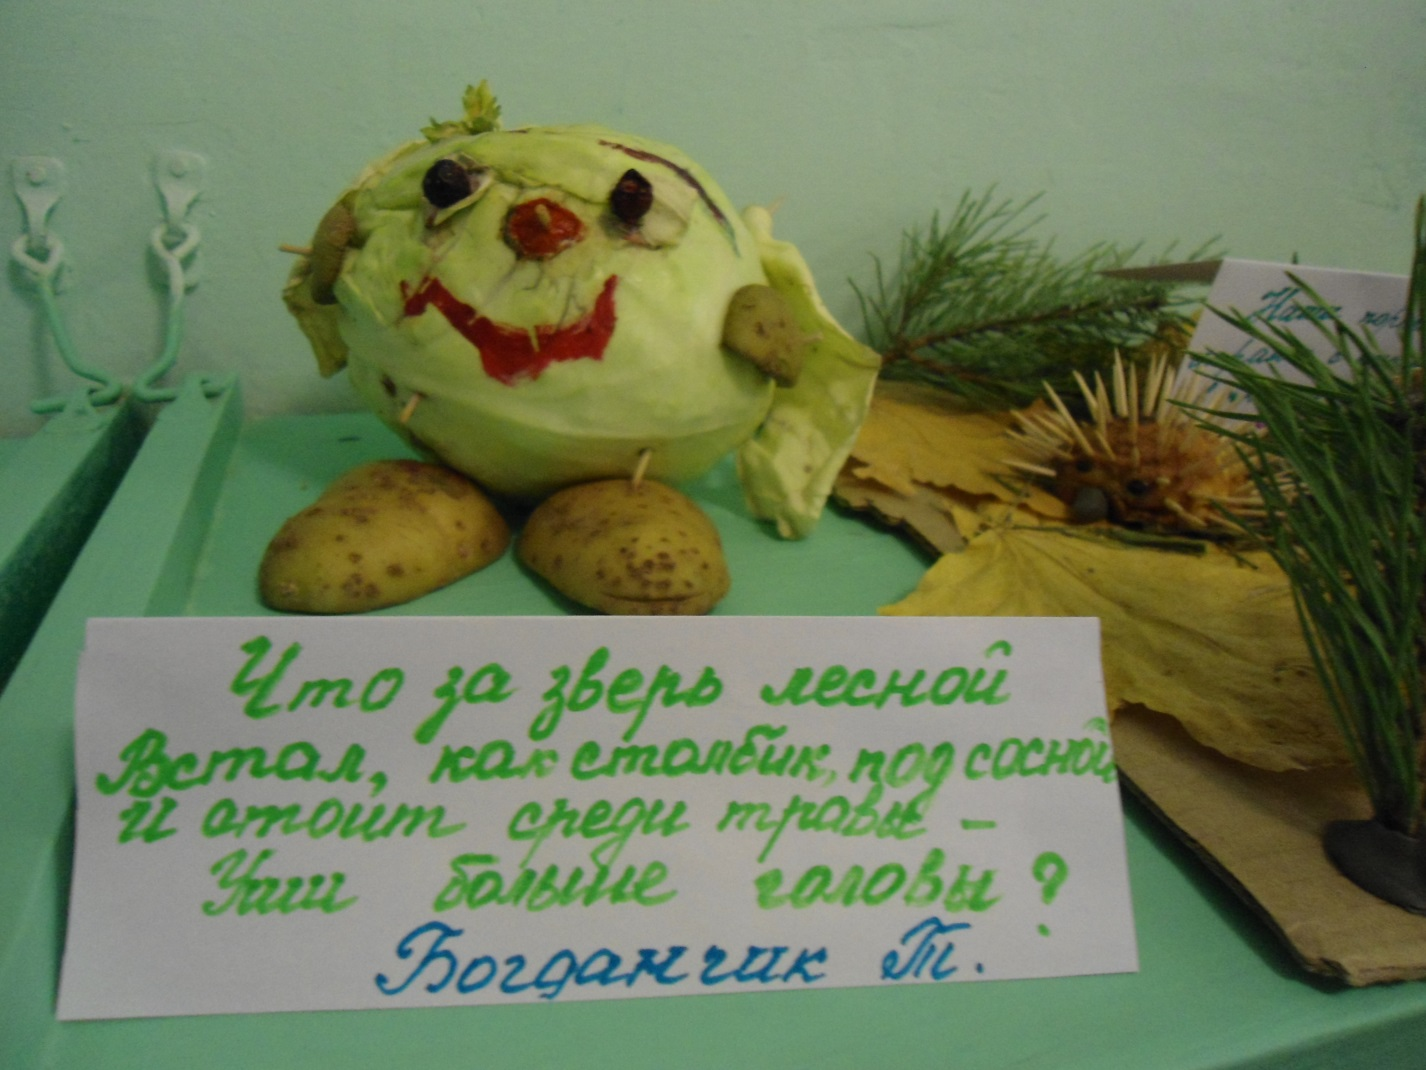 Что за зверь лесной
Встал, как столбик, под сосной
И стоит среди травы -
Уши больше головы?
Богданчик Т.